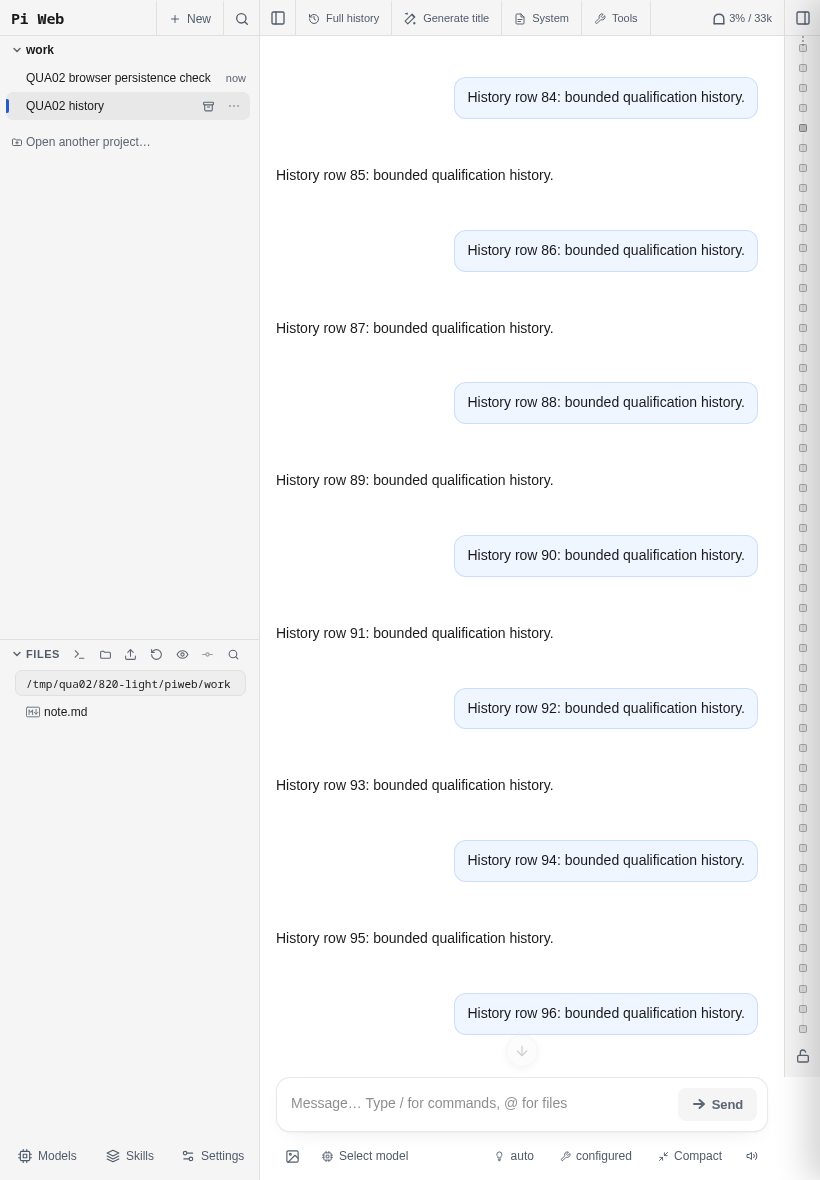 Pi Web
New
Full history
Generate title
System
Tools
3% / 33k
work
QUA02 browser persistence check now
QUA02 history
Open another project…
History row 84: bounded qualification history.
History row 85: bounded qualification history.
History row 86: bounded qualification history.
History row 87: bounded qualification history.
History row 88: bounded qualification history.
History row 89: bounded qualification history.
History row 90: bounded qualification history.
History row 91: bounded qualification history.
History row 92: bounded qualification history.
History row 93: bounded qualification history.
History row 94: bounded qualification history.
History row 95: bounded qualification history.
History row 96: bounded qualification history.
FILES
/tmp/qua02/820-light/piweb/work
note.md
Message… Type / for commands, @ for files
Send
Models
Skills
Settings
Select model
auto
configured
Compact